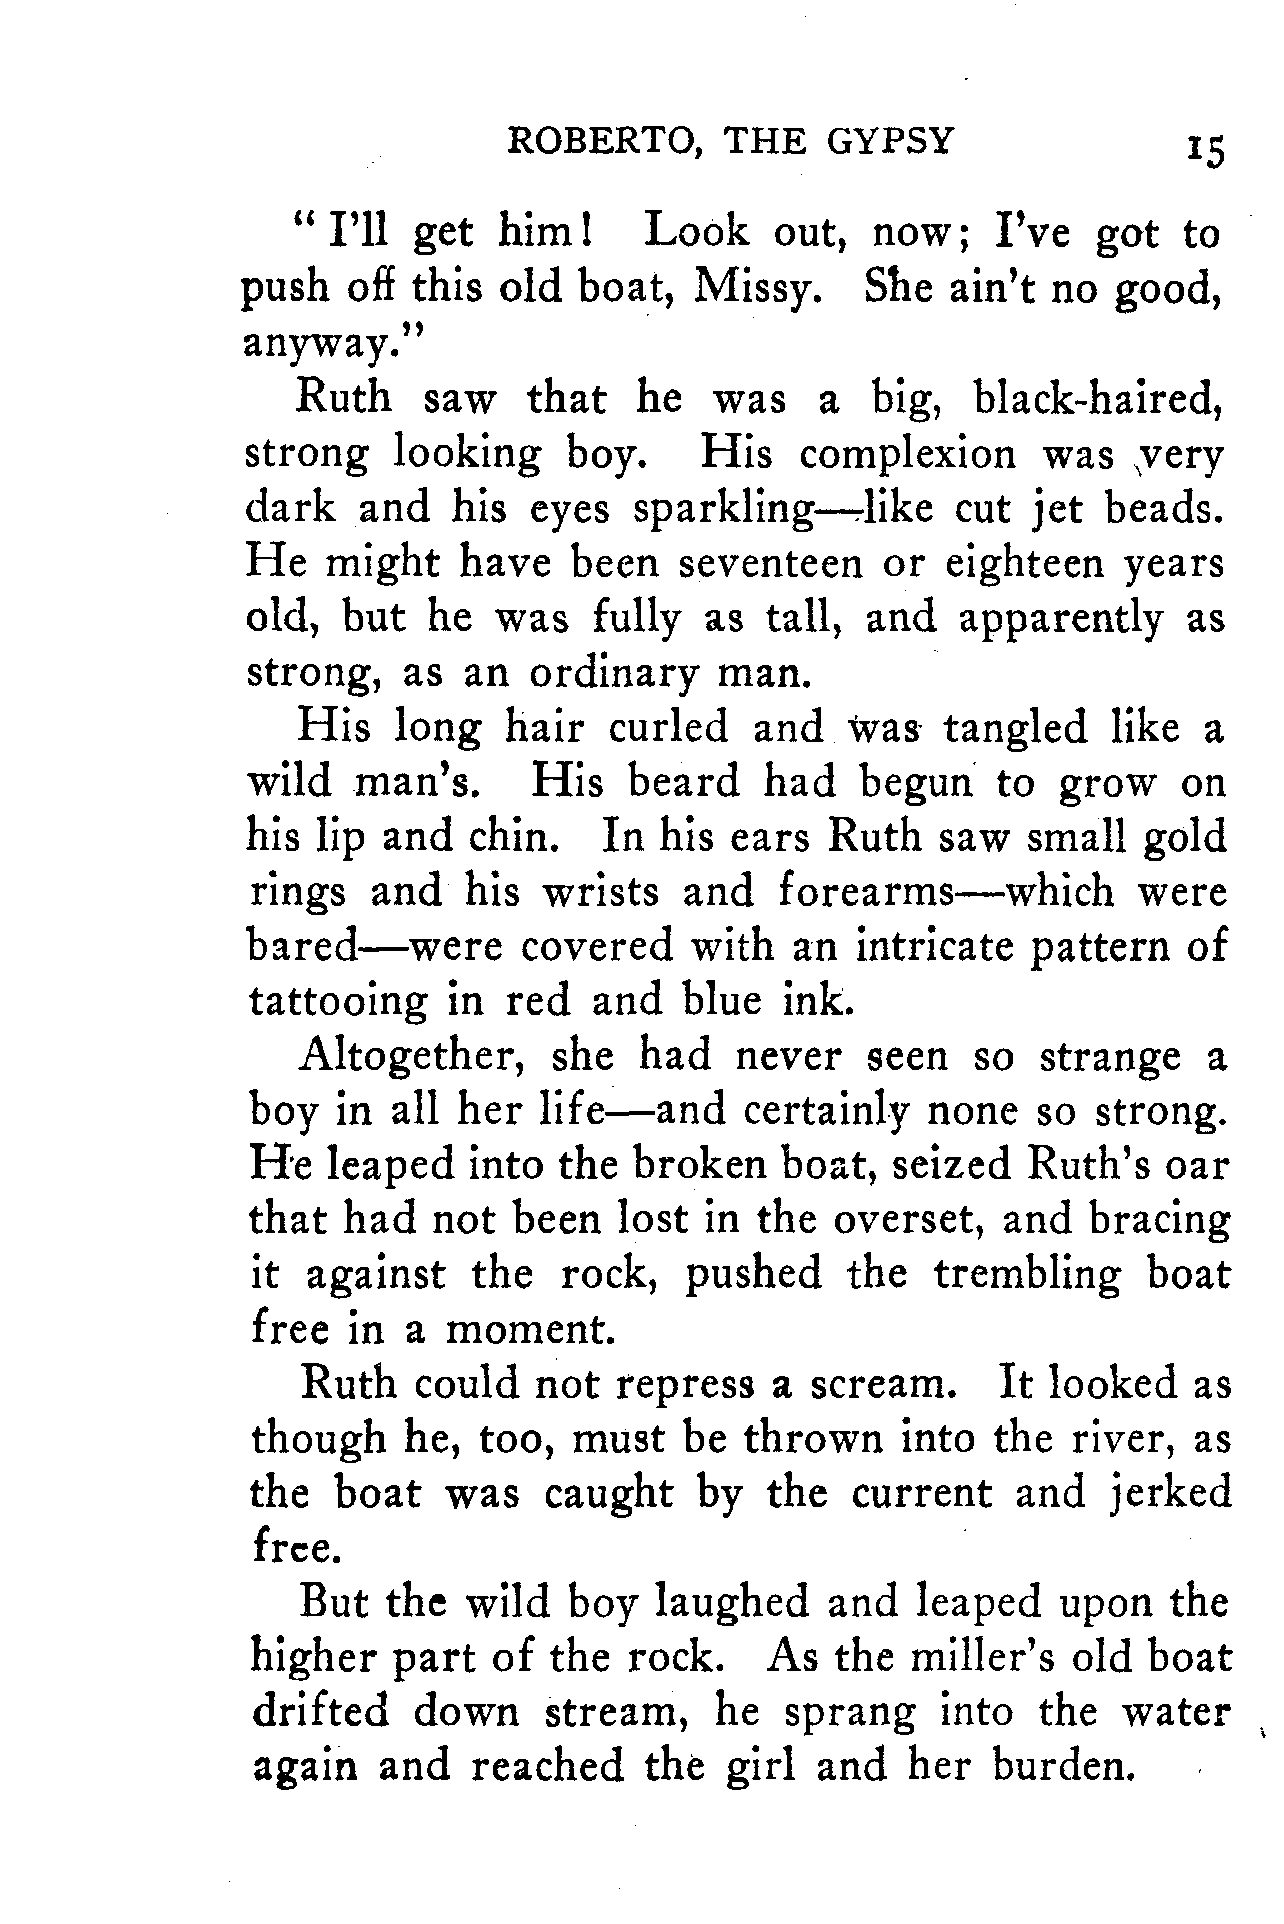 ROBERTO, THE GYPSY 15
" I'll get him! Look out, now; I've got to
push off this old boat, Missy. She ain't no good,
anyway."
Ruth saw that he was a big, black-haired,
strong looking boy. His complexion was very
dark and his eyes sparkling—like cut jet beads.
He might have been seventeen or eighteen years
old, but he was fully as tall, and apparently as
strong, as an ordinary man.
His long hair curled and was tangled like a
wild man's. His beard had begun to grow on
his lip and chin. In his ears Ruth saw small gold
rings and his wrists and forearms—which were
bared—were covered with an intricate pattern of
tattooing in red and blue ink.
Altogether, she had never seen so strange a
boy in all her life—and certainly none so strong.
He leaped into the broken boat, seized Ruth's oar
that had not been lost in the overset, and bracing
it against the rock, pushed the trembling boat
free in a moment.
Ruth could not repress a scream. It looked as
though he, too, must be thrown into the river, as
the boat was caught by the current and jerked
free.
But the wild boy laughed and leaped upon the
higher part of the rock. As the miller's old boat
drifted down stream, he sprang into the water
again and reached the girl and her burden.